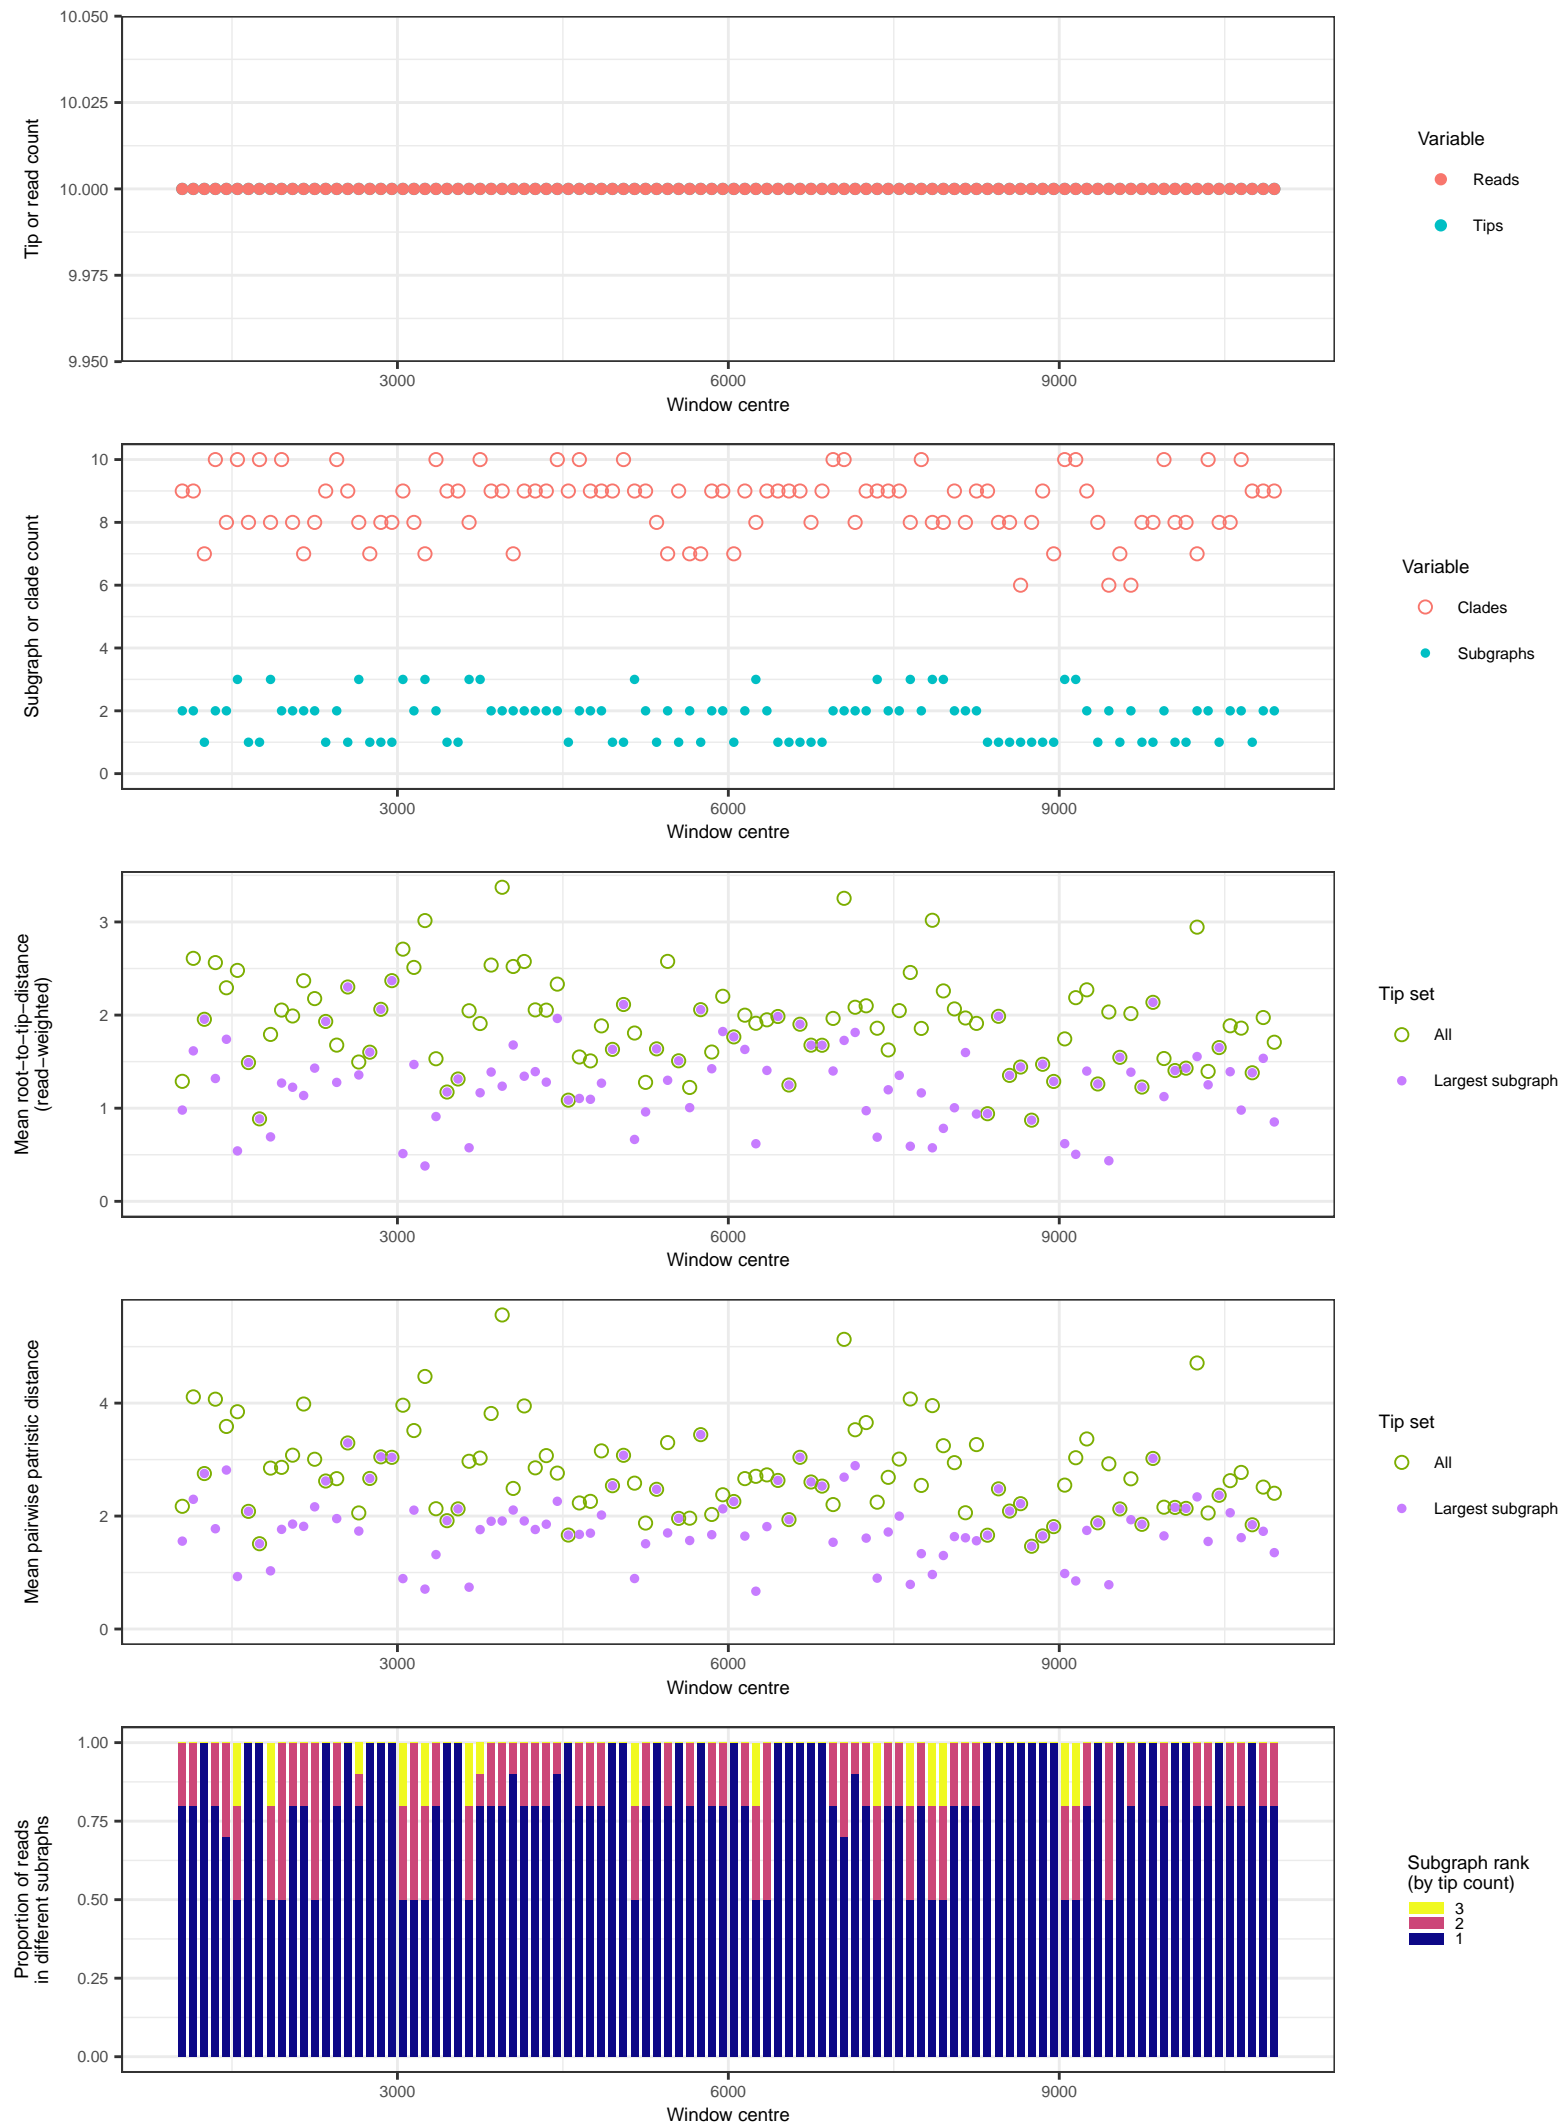 10.050
10.025
10.000
9.975
9.950
Tip or read count
3000
6000
9000
Window centre
Variable
Reads
Tips
10
8
6
4
2
0
Subgraph or clade count
3000
6000
9000
Window centre
Variable
Clades
Subgraphs
3
2
1
0
Mean root−to−tip−distance
(read−weighted)
3000
6000
9000
Window centre
Tip set
All
Largest subgraph
4
2
0
Mean pairwise patristic distance
3000
6000
9000
Window centre
Tip set
All
Largest subgraph
1.00
0.75
0.50
0.25
0.00
Proportion of reads
in different subraphs
3000
6000
9000
Window centre
Subgraph rank
(by tip count)
3
2
1